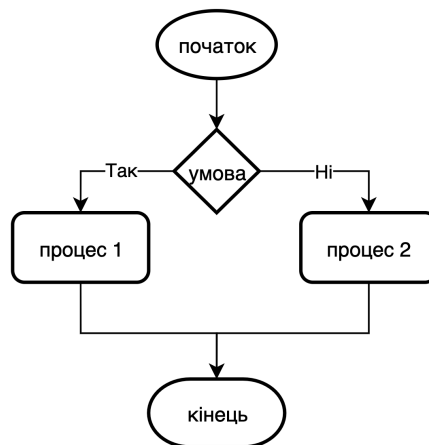 початок
умова
Так
Ні
процес 1
процес 2
кінець